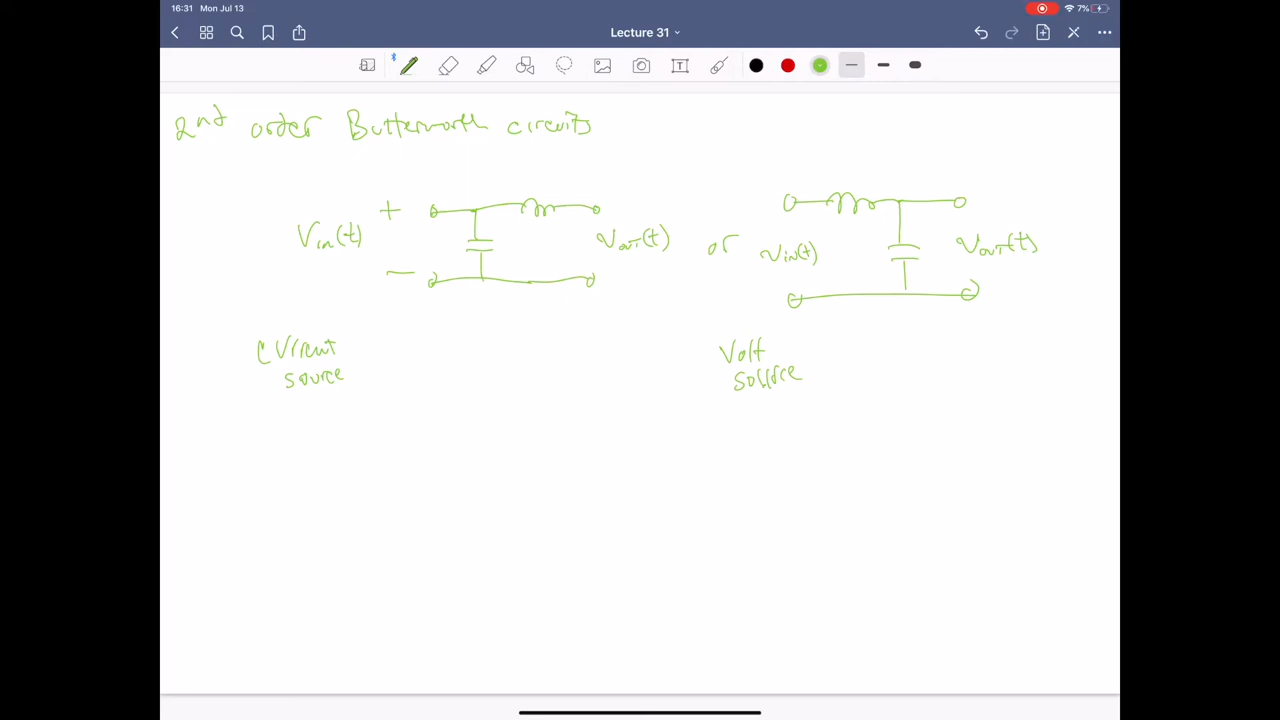 16:31 Mon Jul 13
7%
Lecture 31
2nd order Butterworth circuits
+
Vin(t)
Vout(t)
or
Vin(t)
Vout(t)
−
Current
source
Volt
source